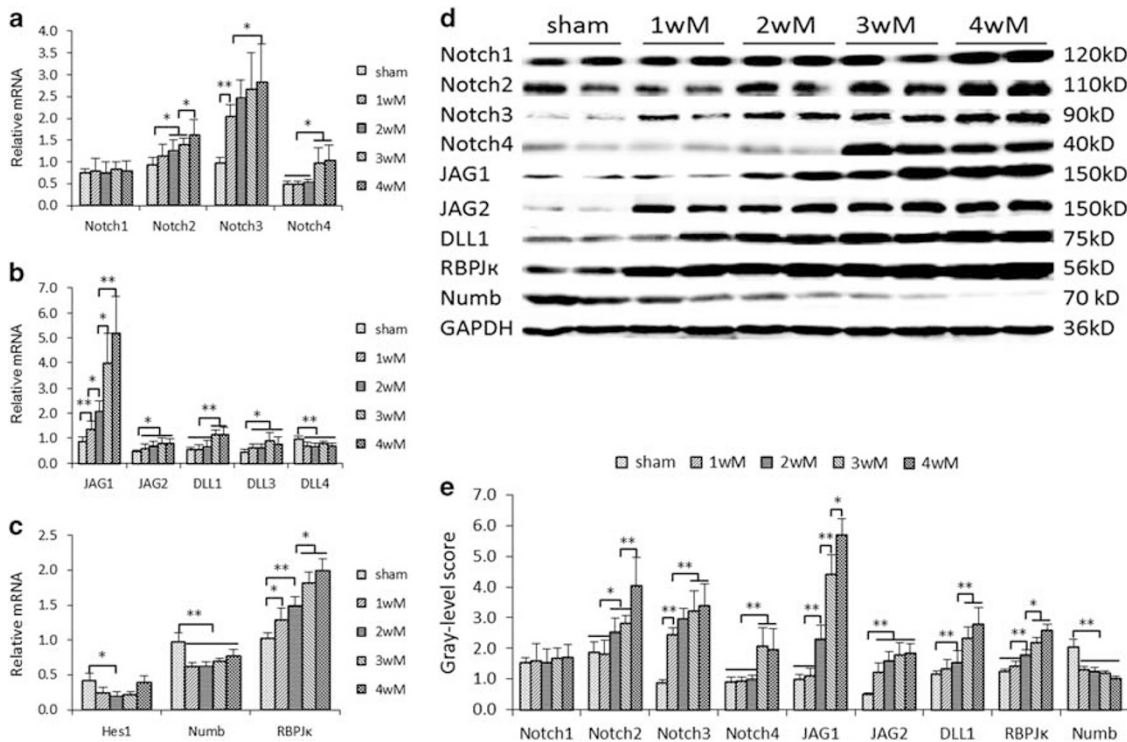 a
Relative mRNA
4.0
3.5
3.0
2.5
2.0
1.5
1.0
0.5
0.0
* * ** *
*
Notch1 Notch2 Notch3 Notch4
sham
1wM
2wM
3wM
4wM
b
Relative mRNA
7.0
6.0
5.0
4.0
3.0
2.0
1.0
0.0
**
*
*
** * ** * **
JAG1 JAG2 DLL1 DLL3 DLL4
sham
1wM
2wM
3wM
4wM
c
Relative mRNA
2.5
2.0
1.5
1.0
0.5
0.0
* ** * ** *
Hes1 Numb RBPJκ
sham
1wM
2wM
3wM
4wM
d
sham 1wM 2wM 3wM 4wM
Notch1 120kD
Notch2 110kD
Notch3 90kD
Notch4 40kD
JAG1 150kD
JAG2 150kD
DLL1 75kD
RBPJκ 56kD
Numb 70 kD
GAPDH 36kD
e
sham 1wM 2wM 3wM 4wM
Gray-level score
7.0
6.0
5.0
4.0
3.0
2.0
1.0
0.0
* ** ** ** ** ** ** * ** ** ** ** * **
Notch1 Notch2 Notch3 Notch4 JAG1 JAG2 DLL1 RBPJκ Numb